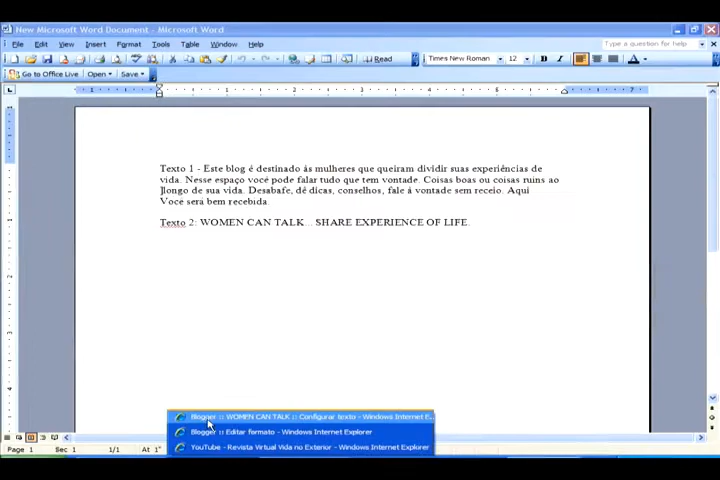 New Microsoft Word Document - Microsoft Word
File Edit View Insert Format Tools Table Window Help
Type a question for help
Read Times New Roman 12 B I A
Go to Office Live Open Save
Texto 1 - Este blog é destinado ás mulheres que queiram dividir suas experiências de
vida. Nesse espaço você pode falar tudo que tem vontade. Coisas boas ou coisas ruins ao
longo de sua vida. Desabafe, dê dicas, conselhos, fale á vontade sem receio. Aqui
Você será bem recebida.
Texto 2: WOMEN CAN TALK... SHARE EXPERIENCE OF LIFE.
Blogger :: WOMEN CAN TALK :: Configurar texto - Windows Internet E...
Blogger :: Editar formato - Windows Internet Explorer
YouTube - Revista Virtual Vida no Exterior - Windows Internet Explorer
Page 1 Sec 1 1/1 At 1"